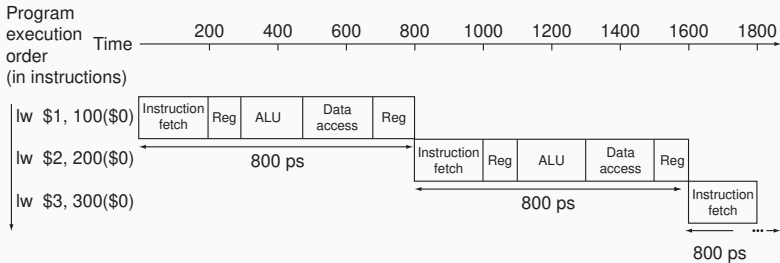 Program
execution
order
(in instructions)
Time
200 400 600 800 1000 1200 1400 1600 1800
lw $1, 100($0)
Instruction
fetch
Reg
ALU
Data
access
Reg
800 ps
lw $2, 200($0)
Instruction
fetch
Reg
ALU
Data
access
Reg
800 ps
lw $3, 300($0)
Instruction
fetch
...
800 ps